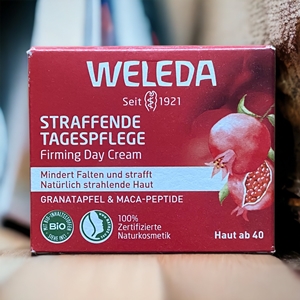 WELEDA
Seit 1921
STRAFFENDE
TAGESPFLEGE
Firming Day Cream
Mindert Falten und strafft
Natürlich strahlende Haut
GRANATAPFEL & MACA-PEPTIDE
BIO
100%
Zertifizierte
Naturkosmetik
Haut ab 40